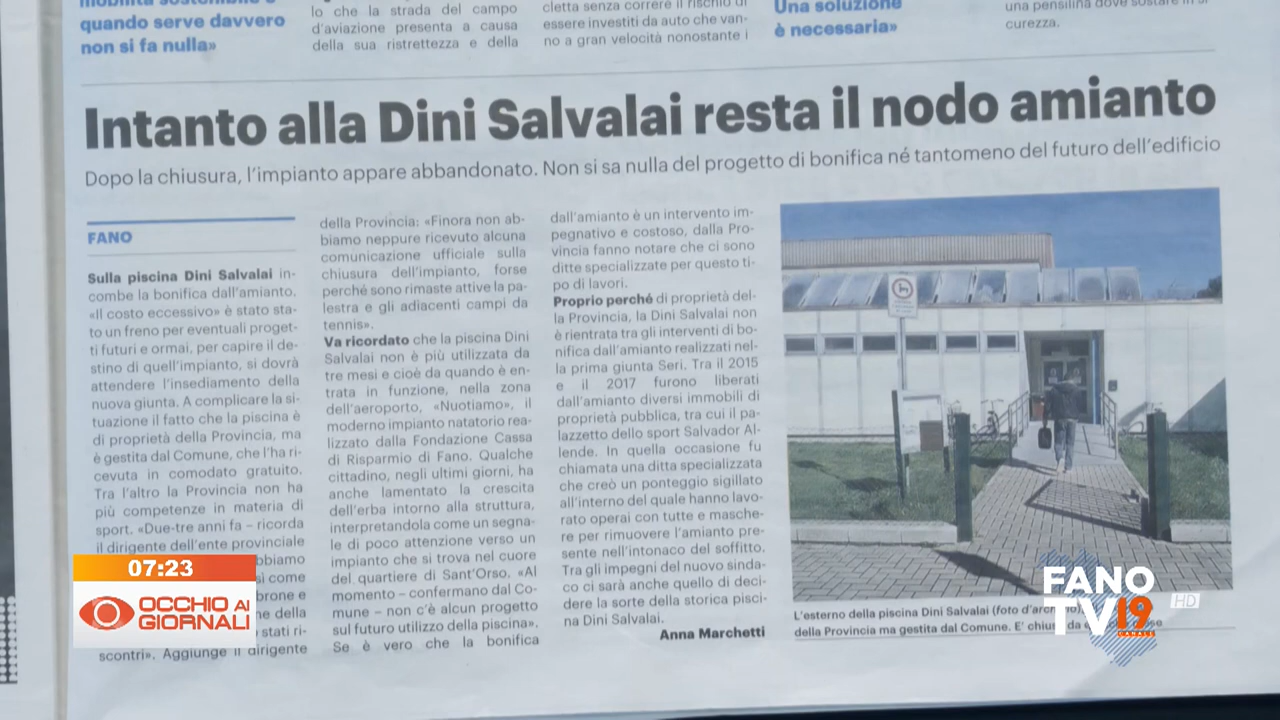 quando serve davvero
non si fa nulla»
lo che la strada del campo
d'aviazione presenta a causa
della sua ristrettezza e della
cletta senza correre il rischio di
essere investiti da auto che van-
no a gran velocità nonostante i
Una soluzione
è necessaria»
una pensilina dove sostare in si-
curezza.
Intanto alla Dini Salvalai resta il nodo amianto
Dopo la chiusura, l'impianto appare abbandonato. Non si sa nulla del progetto di bonifica né tantomeno del futuro dell'edificio
FANO
Sulla piscina Dini Salvalai in-
combe la bonifica dall'amianto.
«Il costo eccessivo» è stato sta-
to un freno per eventuali proget-
ti futuri e ormai, per capire il de-
stino di quell'impianto, si dovrà
attendere l'insediamento della
nuova giunta. A complicare la si-
tuazione il fatto che la piscina è
di proprietà della Provincia, ma
è gestita dal Comune, che l'ha ri-
cevuta in comodato gratuito.
Tra l'altro la Provincia non ha
più competenze in materia di
sport. «Due-tre anni fa – ricorda
il dirigente dell'ente provinciale
bbiamo
sì come
brone e
e della
stati ri-
scontri». Aggiunge il dirigente
della Provincia: «Finora non ab-
biamo neppure ricevuto alcuna
comunicazione ufficiale sulla
chiusura dell'impianto, forse
perché sono rimaste attive la pa-
lestra e gli adiacenti campi da
tennis».
Va ricordato che la piscina Dini
Salvalai non è più utilizzata da
tre mesi e cioè da quando è en-
trata in funzione, nella zona
dell'aeroporto, «Nuotiamo», il
moderno impianto natatorio rea-
lizzato dalla Fondazione Cassa
di Risparmio di Fano. Qualche
cittadino, negli ultimi giorni, ha
anche lamentato la crescita
dell'erba intorno alla struttura,
interpretandola come un segna-
le di poco attenzione verso un
impianto che si trova nel cuore
del quartiere di Sant'Orso. «Al
momento – confermano dal Co-
mune – non c'è alcun progetto
sul futuro utilizzo della piscina».
Se è vero che la bonifica
dall'amianto è un intervento im-
pegnativo e costoso, dalla Pro-
vincia fanno notare che ci sono
ditte specializzate per questo ti-
po di lavori.
Proprio perché di proprietà del-
la Provincia, la Dini Salvalai non
è rientrata tra gli interventi di bo-
nifica dall'amianto realizzati nel-
la prima giunta Seri. Tra il 2015
e il 2017 furono liberati
dall'amianto diversi immobili di
proprietà pubblica, tra cui il pa-
lazzetto dello sport Salvador Al-
lende. In quella occasione fu
chiamata una ditta specializzata
che creò un ponteggio sigillato
all'interno del quale hanno lavo-
rato operai con tutte e masche-
re per rimuovere l'amianto pre-
sente nell'intonaco del soffitto.
Tra gli impegni del nuovo sinda-
co ci sarà anche quello di deci-
dere la sorte della storica pisci-
na Dini Salvalai.
Anna Marchetti
L'esterno della piscina Dini Salvalai (foto d'arch
della Provincia ma gestita dal Comune. E' chiu
07:23
OCCHIO AI
GIORNALI
FANO
TV19
CANALE
HD